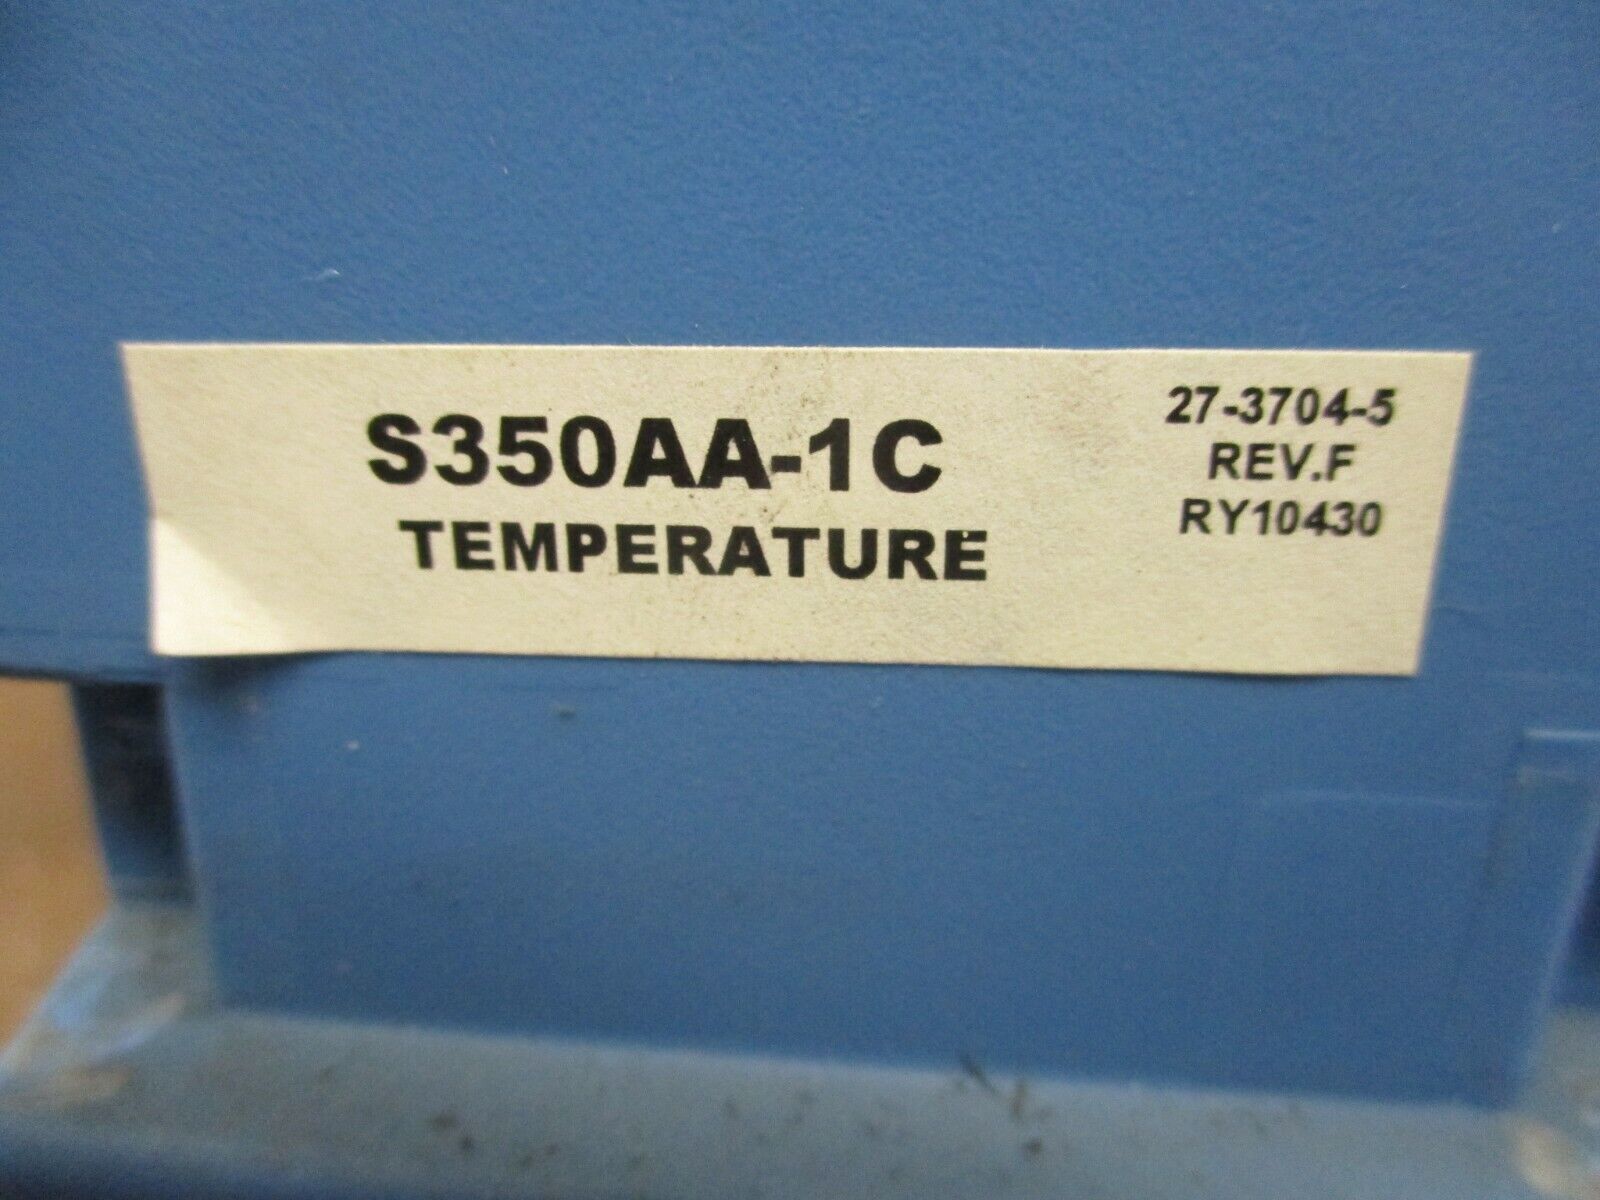 S350AA-1C
TEMPERATURE
27-3704-5
REV.F
RY10430